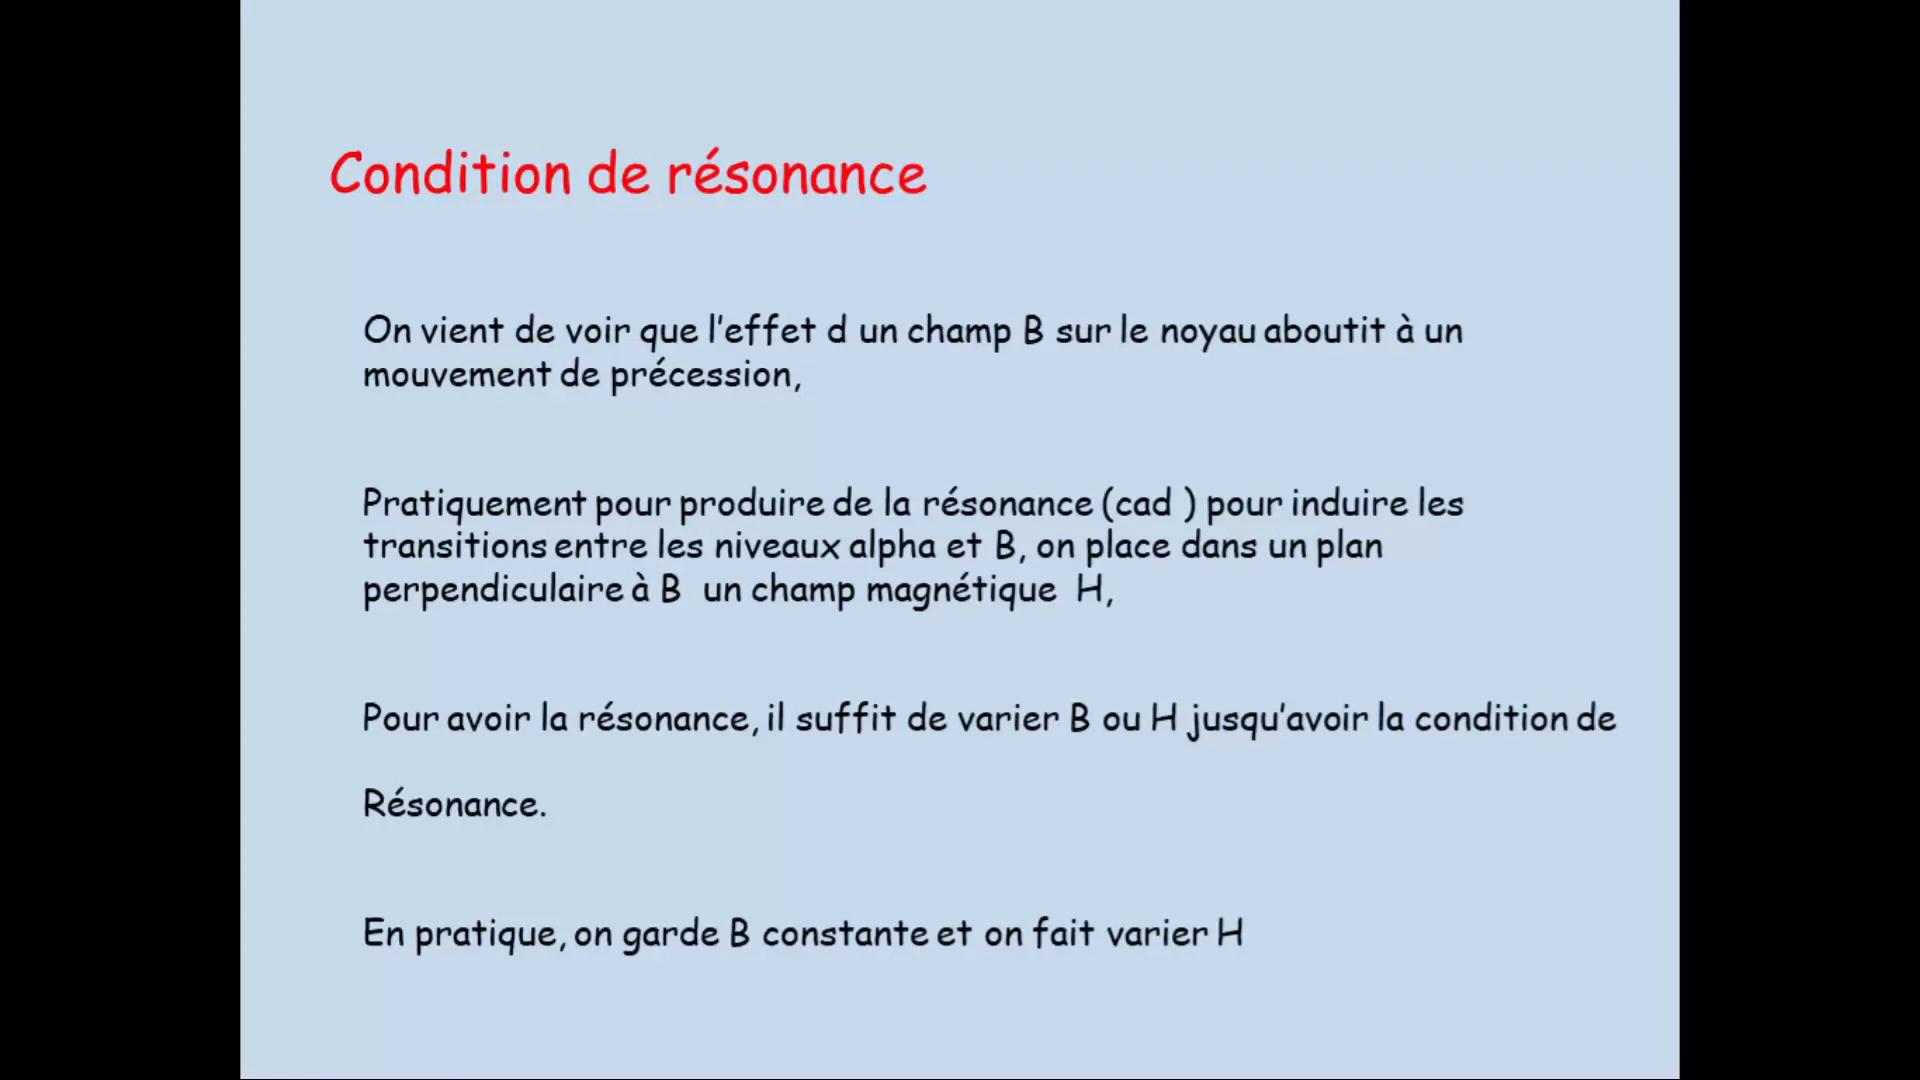 Condition de résonance
On vient de voir que l'effet d un champ B sur le noyau aboutit à un
mouvement de précession,
Pratiquement pour produire de la résonance (cad ) pour induire les
transitions entre les niveaux alpha et B, on place dans un plan
perpendiculaire à B un champ magnétique H,
Pour avoir la résonance, il suffit de varier B ou H jusqu'avoir la condition de
Résonance.
En pratique, on garde B constante et on fait varier H